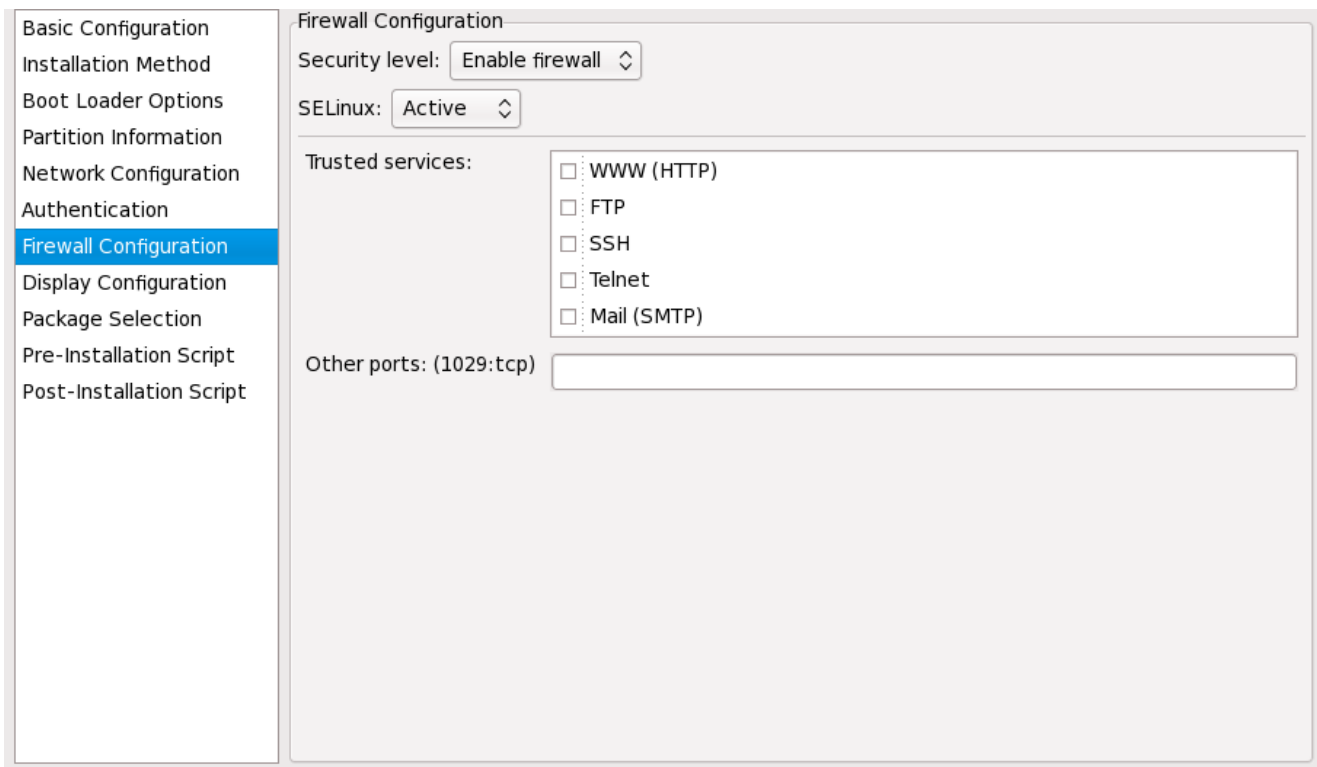 Basic Configuration
Installation Method
Boot Loader Options
Partition Information
Network Configuration
Authentication
Firewall Configuration
Display Configuration
Package Selection
Pre-Installation Script
Post-Installation Script
Firewall Configuration
Security level: Enable firewall
SELinux: Active
Trusted services:
WWW (HTTP)
FTP
SSH
Telnet
Mail (SMTP)
Other ports: (1029:tcp)